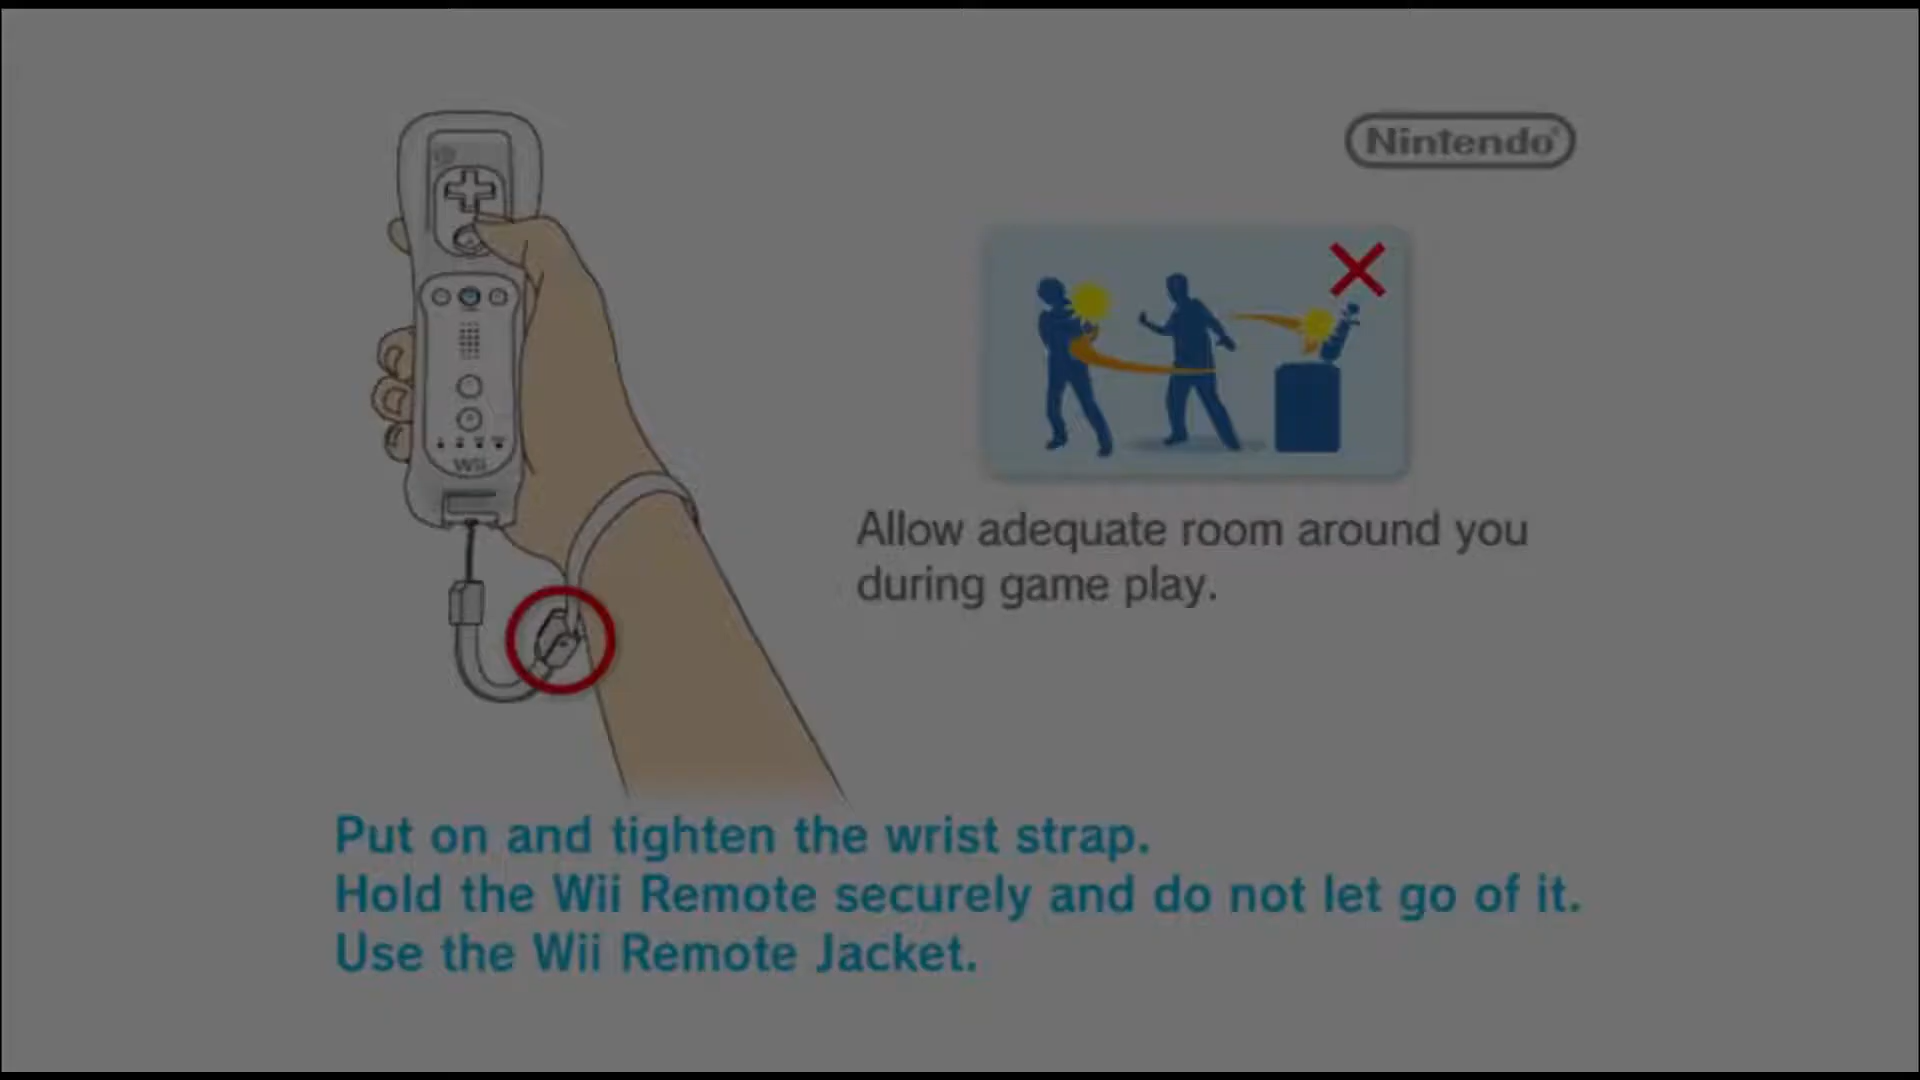 Nintendo®
Wii
Allow adequate room around you
during game play.
Put on and tighten the wrist strap.
Hold the Wii Remote securely and do not let go of it.
Use the Wii Remote Jacket.